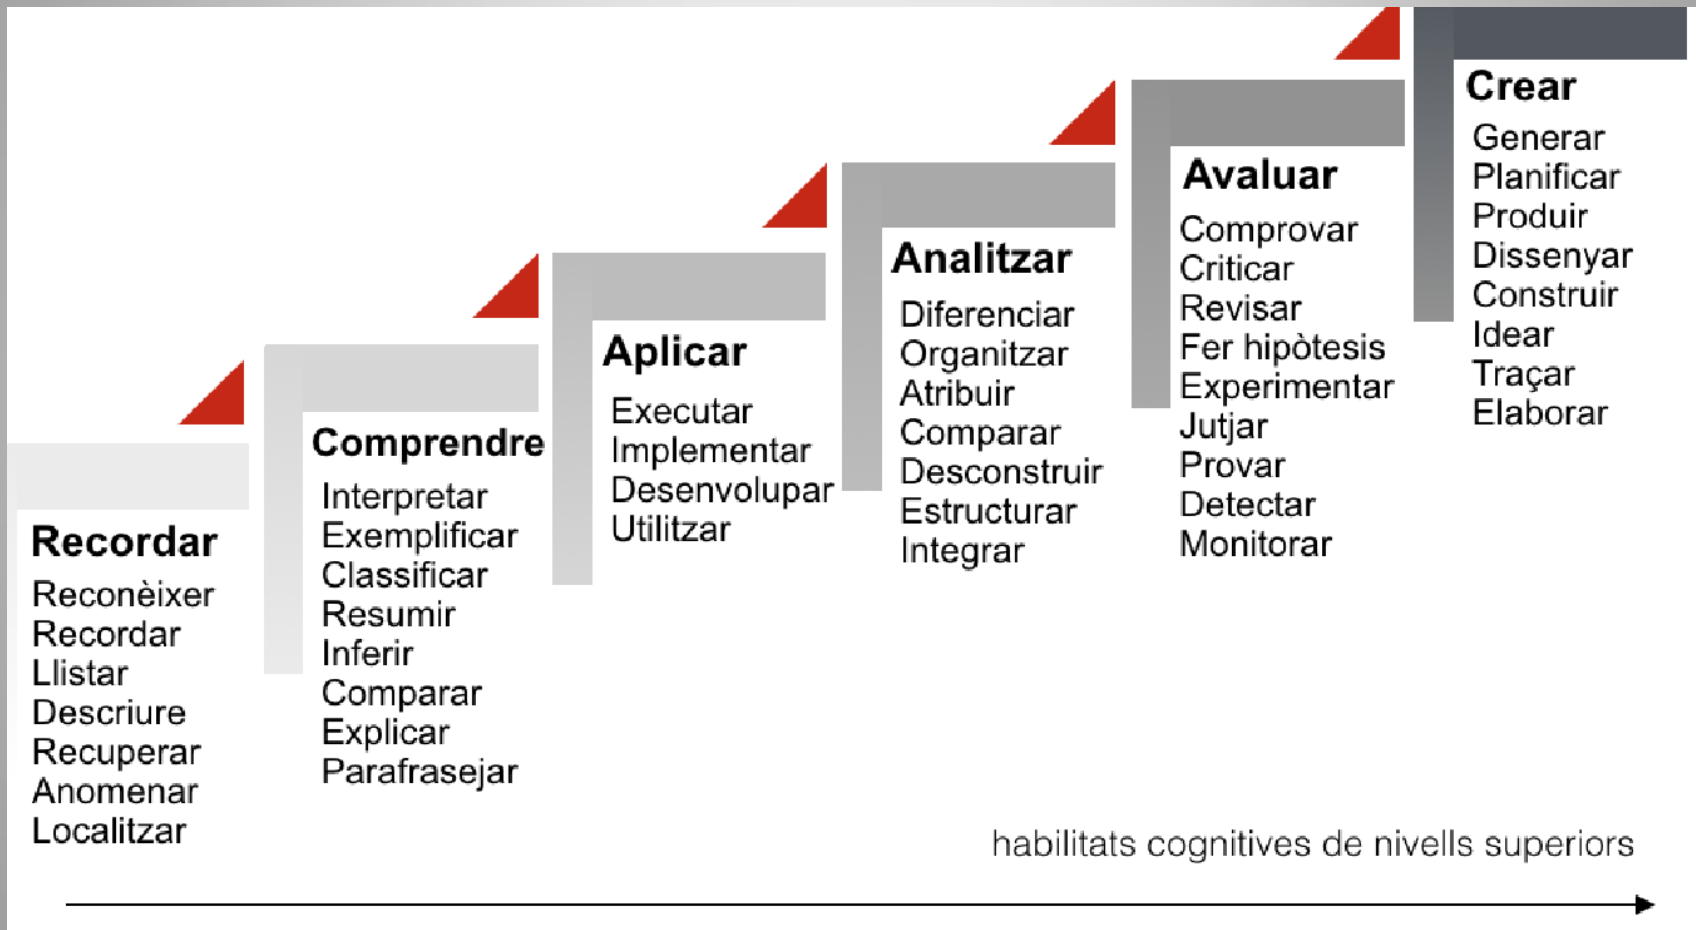 Recordar
Reconèixer
Recordar
Llistar
Descriure
Recuperar
Anomenar
Localitzar
Comprendre
Interpretar
Exemplificar
Classificar
Resumir
Inferir
Comparar
Explicar
Parafrasejar
Aplicar
Executar
Implementar
Desenvolupar
Utilitzar
Analitzar
Diferenciar
Organitzar
Atribuir
Comparar
Desconstruir
Estructurar
Integrar
Avaluar
Comprovar
Criticar
Revisar
Fer hipòtesis
Experimentar
Jutjar
Provar
Detectar
Monitorar
Crear
Generar
Planificar
Produir
Dissenyar
Construir
Idear
Traçar
Elaborar
habilitats cognitives de nivells superiors